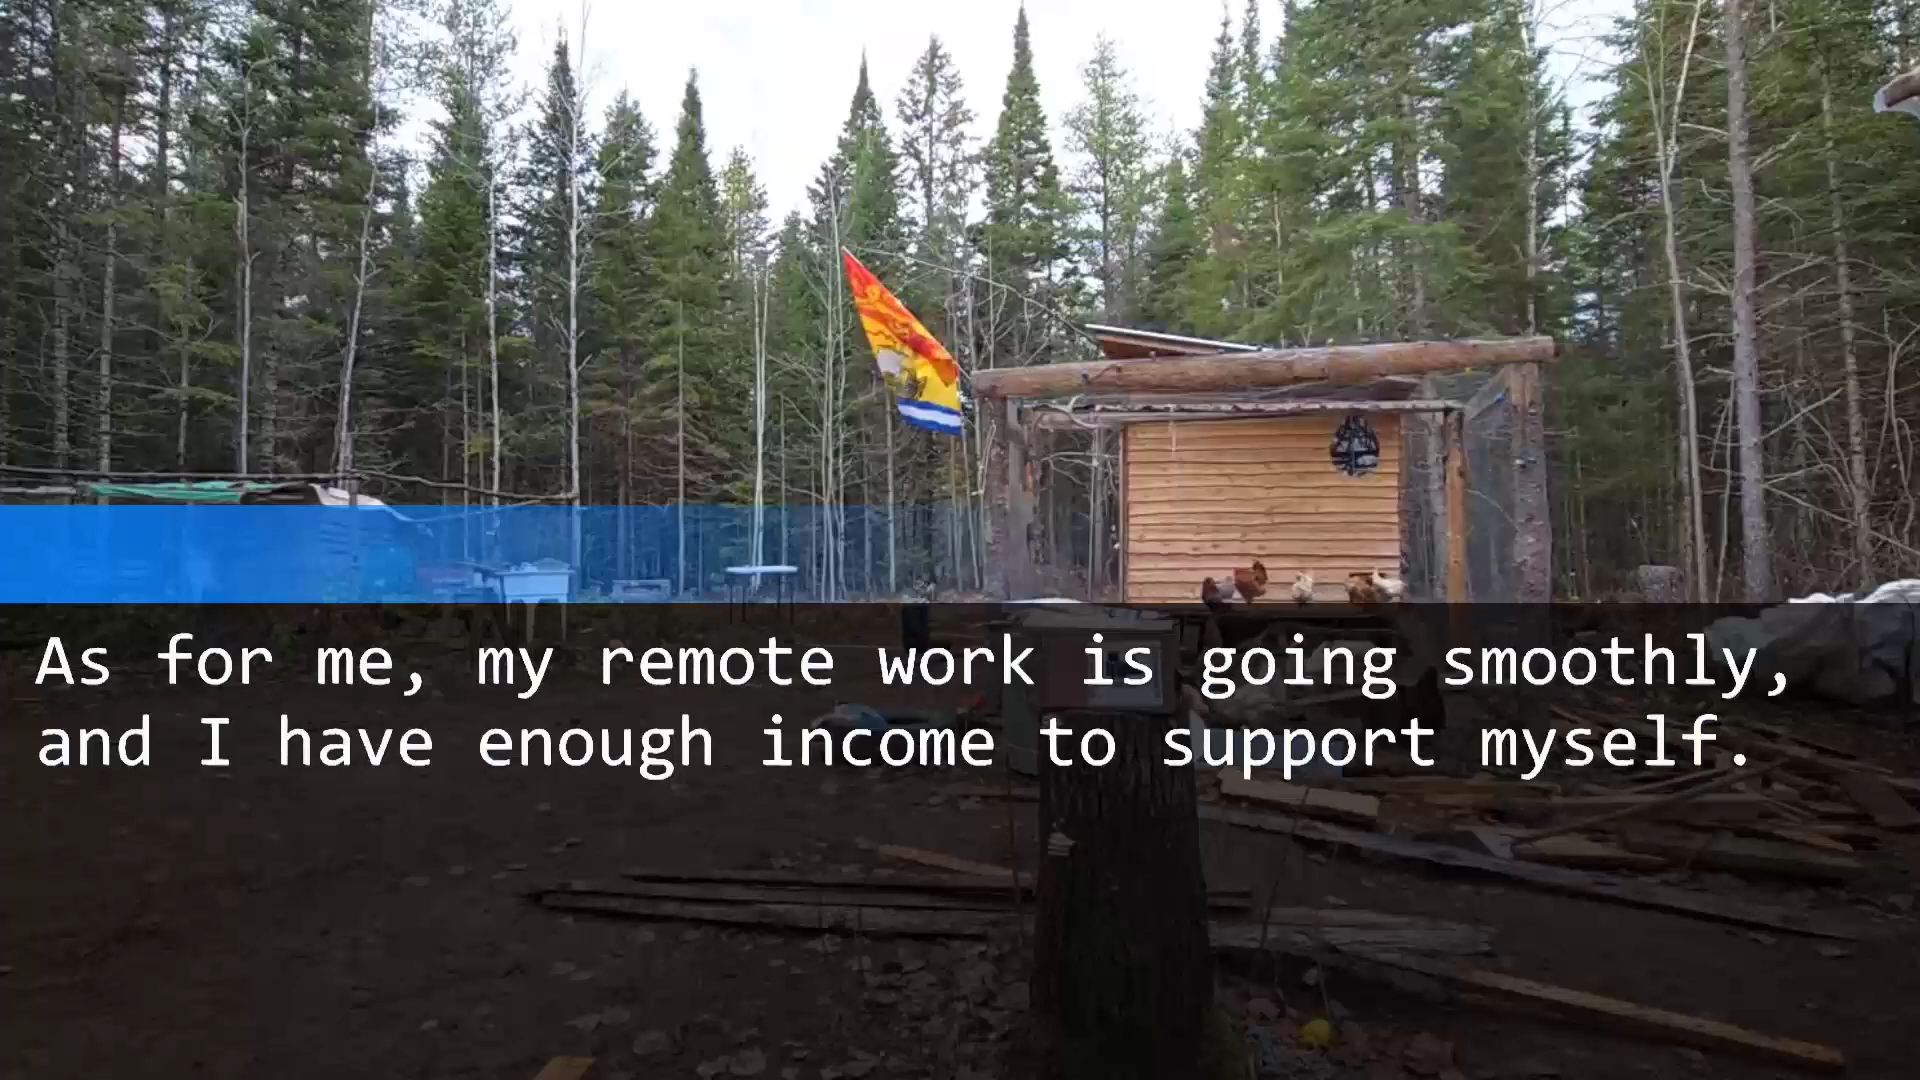 As for me, my remote work is going smoothly,
and I have enough income to support myself.